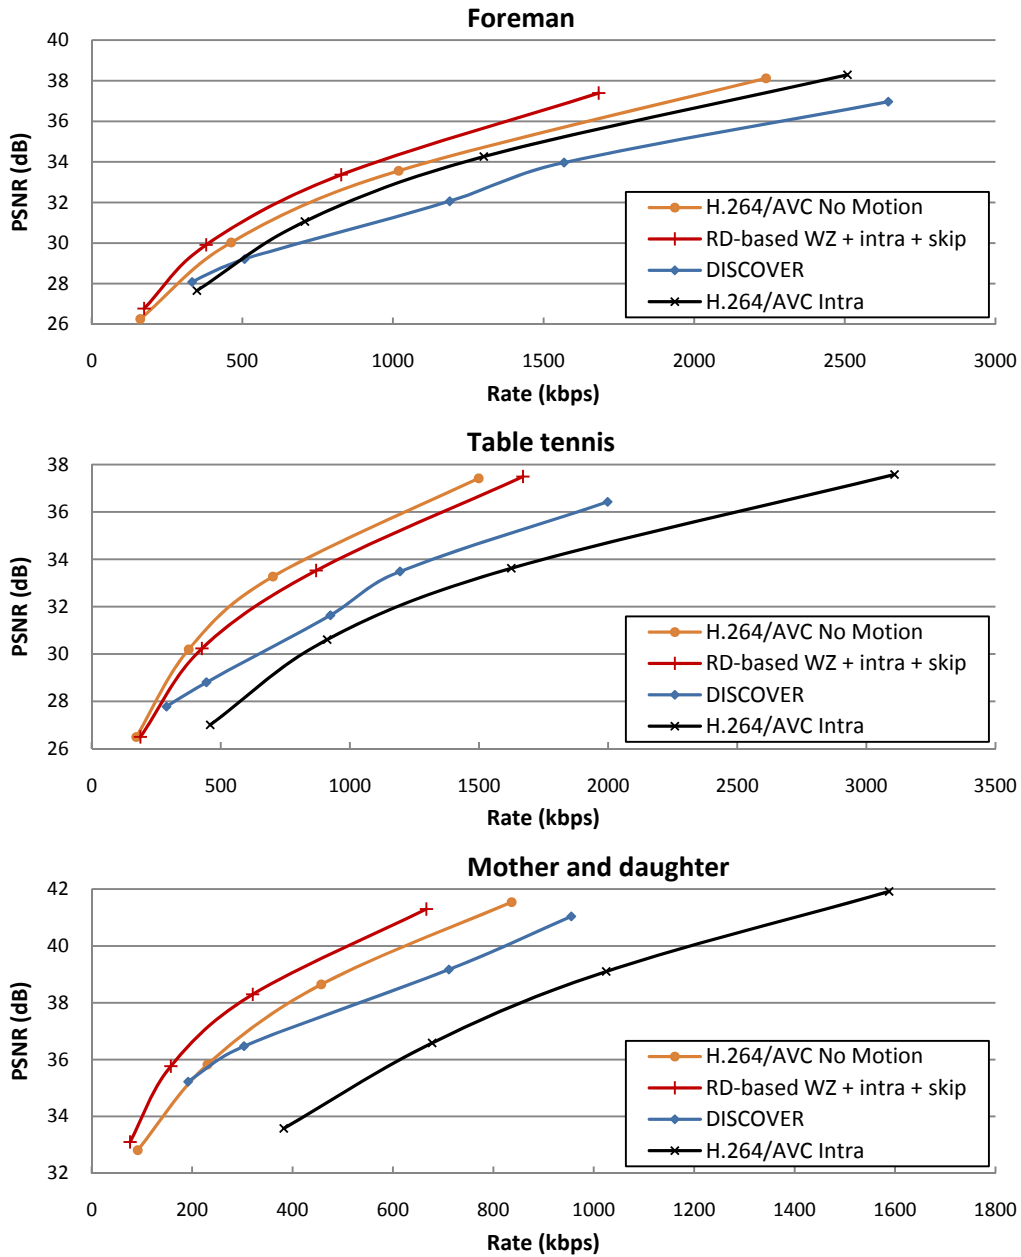 Foreman
PSNR (dB)
40
38
36
34
32
30
28
26
H.264/AVC No Motion
RD-based WZ + intra + skip
DISCOVER
H.264/AVC Intra
0 500 1000 1500 2000 2500 3000
Rate (kbps)
Table tennis
PSNR (dB)
38
36
34
32
30
28
26
H.264/AVC No Motion
RD-based WZ + intra + skip
DISCOVER
H.264/AVC Intra
0 500 1000 1500 2000 2500 3000 3500
Rate (kbps)
Mother and daughter
PSNR (dB)
42
40
38
36
34
32
H.264/AVC No Motion
RD-based WZ + intra + skip
DISCOVER
H.264/AVC Intra
0 200 400 600 800 1000 1200 1400 1600 1800
Rate (kbps)